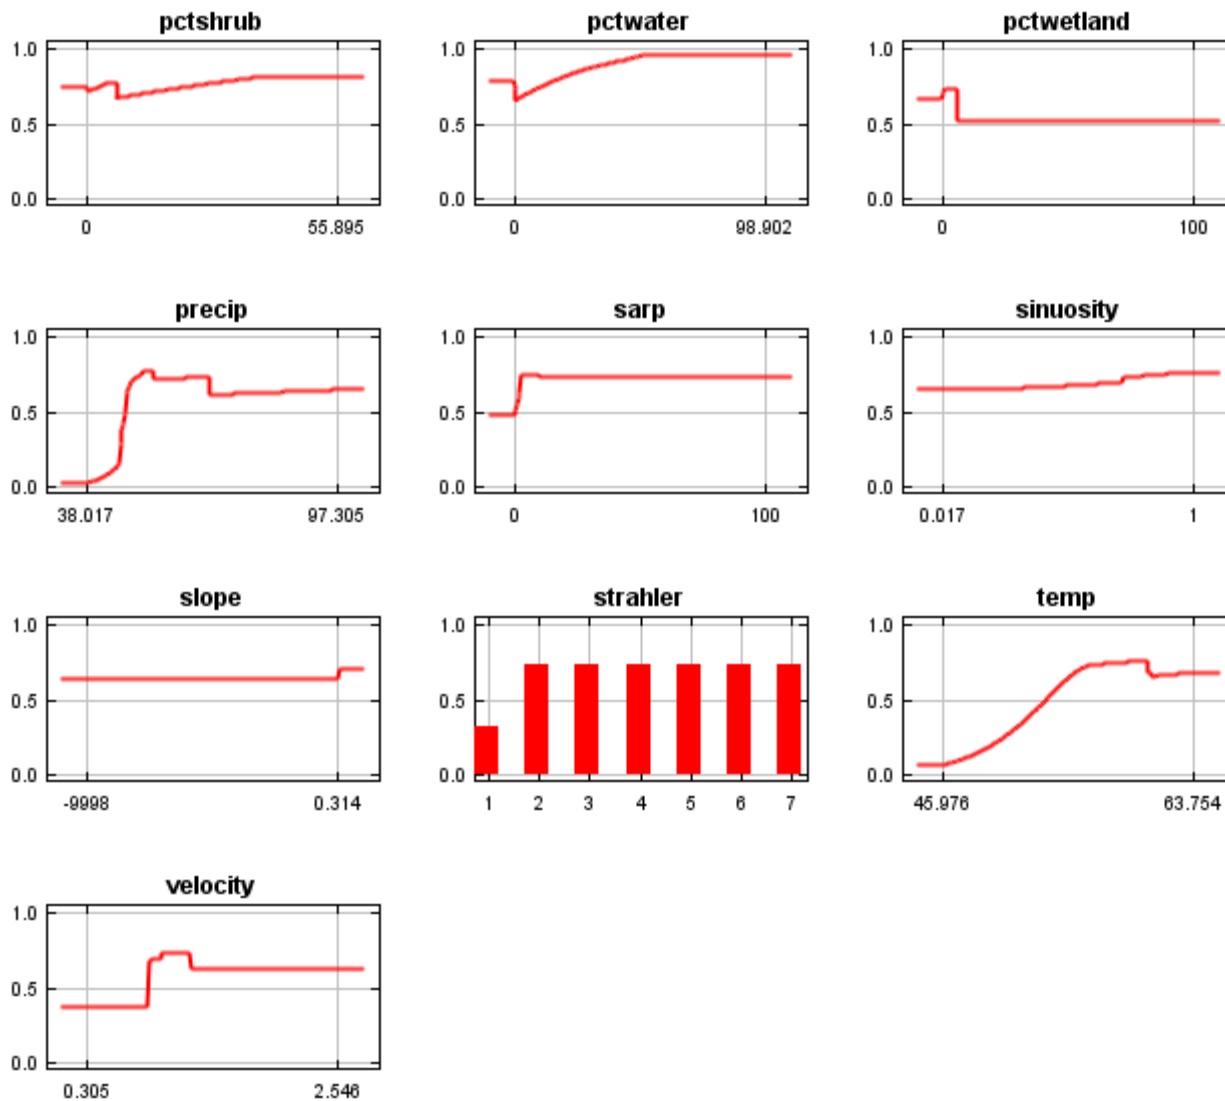 pctshrub pctwater pctwetland
1.0 1.0 1.0
0.5 0.5 0.5
0.0 0.0 0.0
0 55.895 0 98.902 0 100
precip sarp sinuosity
1.0 1.0 1.0
0.5 0.5 0.5
0.0 0.0 0.0
38.017 97.305 0 100 0.017 1
slope strahler temp
1.0 1.0 1.0
0.5 0.5 0.5
0.0 0.0 0.0
-9998 0.314 1 2 3 4 5 6 7 45.976 63.754
velocity
1.0
0.5
0.0
0.305 2.546